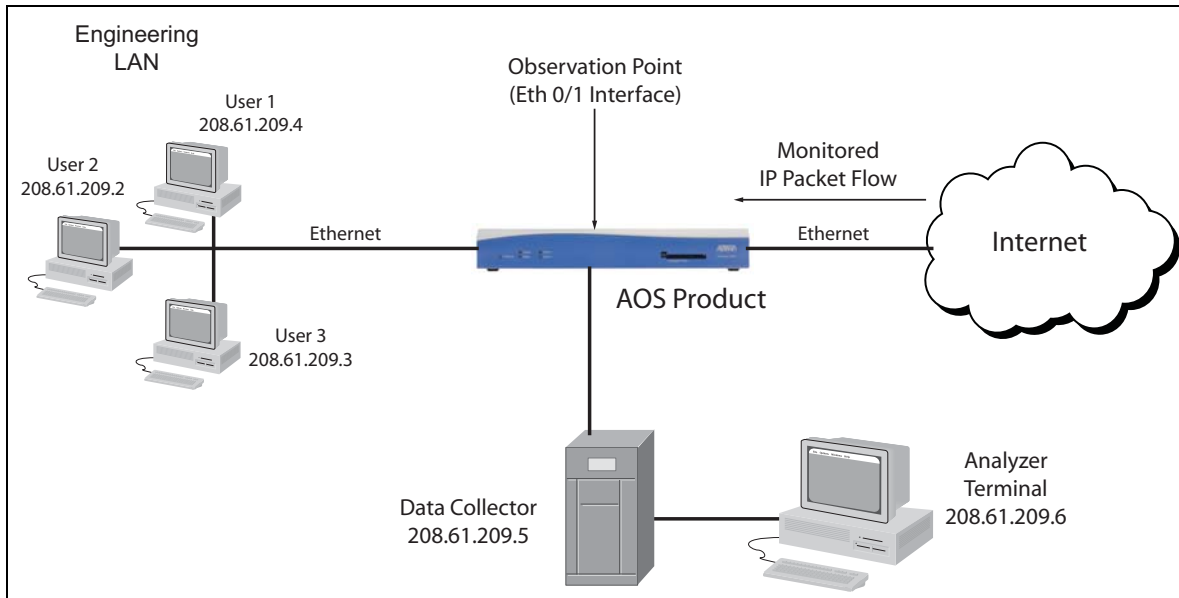 Engineering
LAN
User 1
208.61.209.4
User 2
208.61.209.2
User 3
208.61.209.3
Ethernet
Observation Point
(Eth 0/1 Interface)
Monitored
IP Packet Flow
Ethernet
Internet
AOS Product
Data Collector
208.61.209.5
Analyzer
Terminal
208.61.209.6